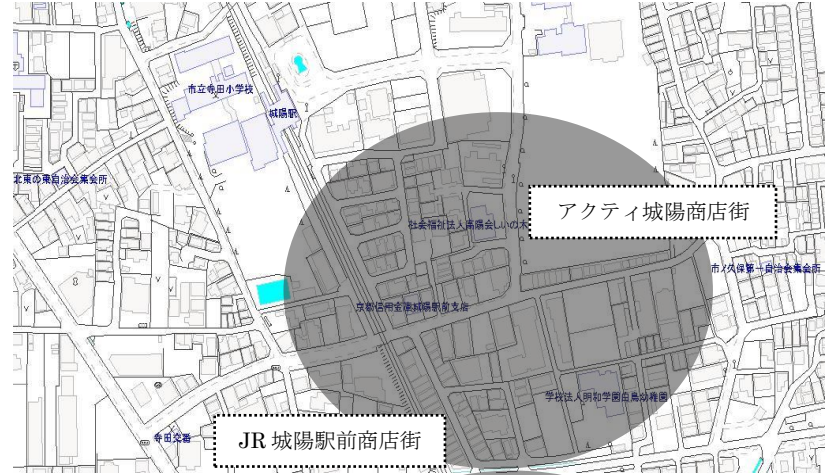 市立寺田小学校
城陽駅
北東の東自治会集会所
アクティ城陽商店街
社会福祉法人南陽会しいの木
市ノ久保第一自治会集会所
京都信用金庫城陽駅前支店
学校法人明和学園白鳥幼稚園
寺田交番
JR 城陽駅前商店街